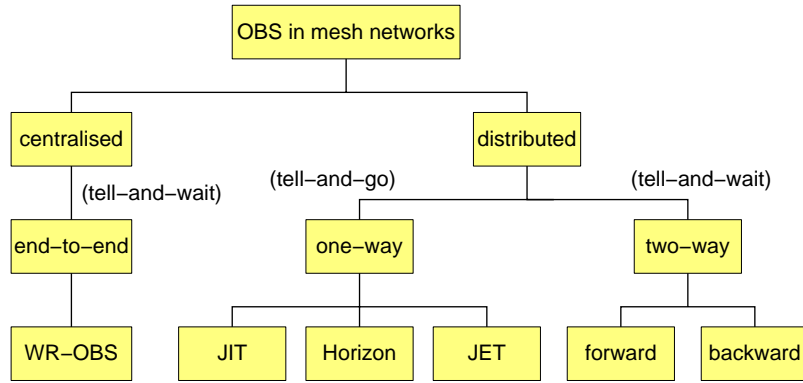 OBS in mesh networks
centralised
distributed
(tell−and−go)
(tell−and−wait)
(tell−and−wait)
end−to−end
one−way
two−way
WR−OBS
JIT
Horizon
JET
forward
backward